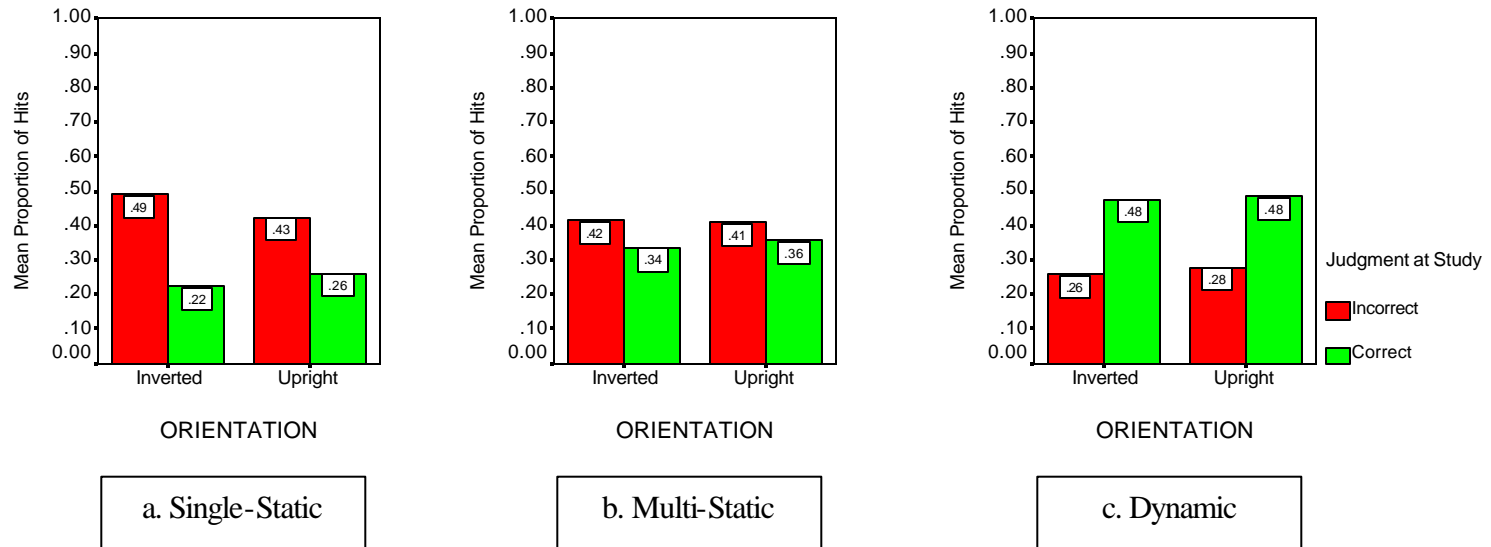 Mean Proportion of Hits
1.00
.90
.80
.70
.60
.50
.40
.30
.20
.10
0.00
.49
.22
.43
.26
Inverted
Upright
ORIENTATION
a. Single-Static
Mean Proportion of Hits
1.00
.90
.80
.70
.60
.50
.40
.30
.20
.10
0.00
.42
.34
.41
.36
Inverted
Upright
ORIENTATION
b. Multi-Static
Mean Proportion of Hits
1.00
.90
.80
.70
.60
.50
.40
.30
.20
.10
0.00
.26
.48
.28
.48
Inverted
Upright
ORIENTATION
c. Dynamic
Judgment at Study
Incorrect
Correct